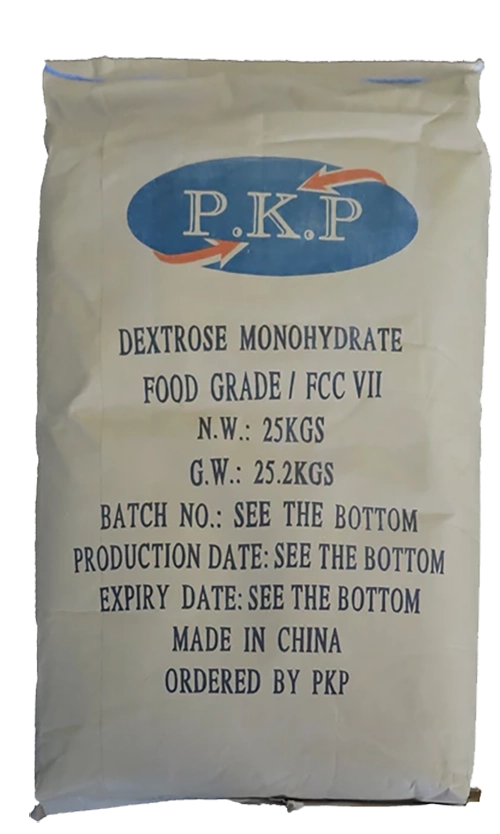 P.K.P
DEXTROSE MONOHYDRATE
FOOD GRADE / FCC VII
N.W.: 25KGS
G.W.: 25.2KGS
BATCH NO.: SEE THE BOTTOM
PRODUCTION DATE: SEE THE BOTTOM
EXPIRY DATE: SEE THE BOTTOM
MADE IN CHINA
ORDERED BY PKP